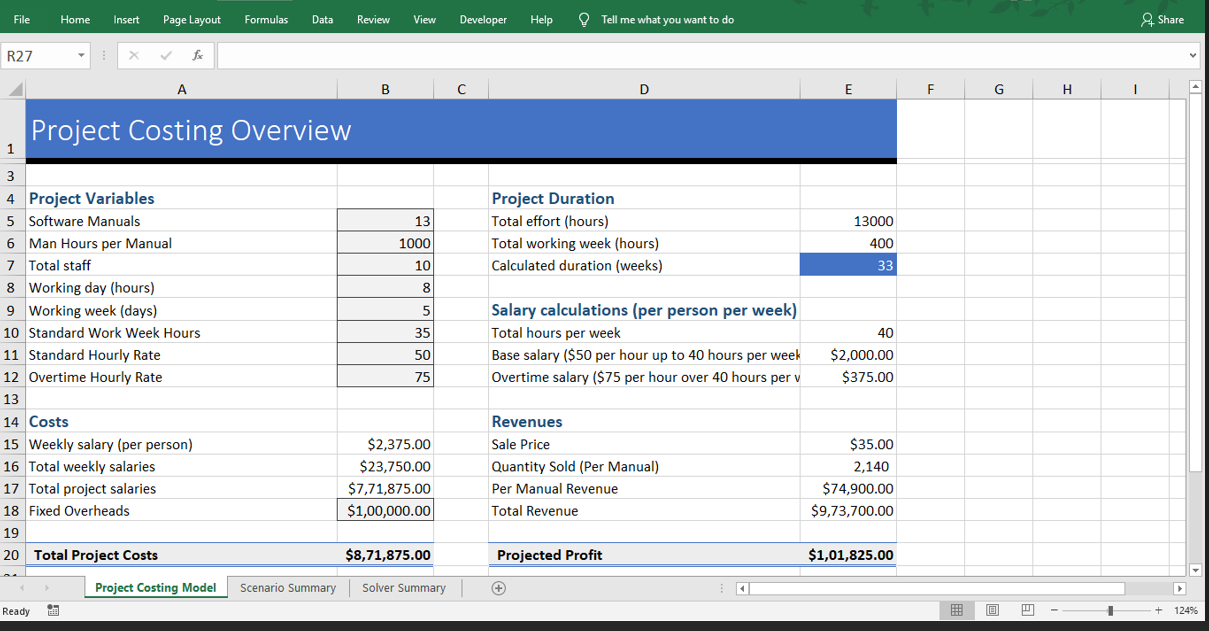 File Home Insert Page Layout Formulas Data Review View Developer Help Tell me what you want to do Share
R27 fx
A B C D E F G H I
1 Project Costing Overview
3
4 Project Variables Project Duration
5 Software Manuals 13 Total effort (hours) 13000
6 Man Hours per Manual 1000 Total working week (hours) 400
7 Total staff 10 Calculated duration (weeks) 33
8 Working day (hours) 8
9 Working week (days) 5 Salary calculations (per person per week)
10 Standard Work Week Hours 35 Total hours per week 40
11 Standard Hourly Rate 50 Base salary ($50 per hour up to 40 hours per week $2,000.00
12 Overtime Hourly Rate 75 Overtime salary ($75 per hour over 40 hours per $375.00
13
14 Costs Revenues
15 Weekly salary (per person) $2,375.00 Sale Price $35.00
16 Total weekly salaries $23,750.00 Quantity Sold (Per Manual) 2,140
17 Total project salaries $7,71,875.00 Per Manual Revenue $74,900.00
18 Fixed Overheads $1,00,000.00 Total Revenue $9,73,700.00
19
20 Total Project Costs $8,71,875.00 Projected Profit $1,01,825.00
Project Costing Model Scenario Summary Solver Summary
Ready 124%